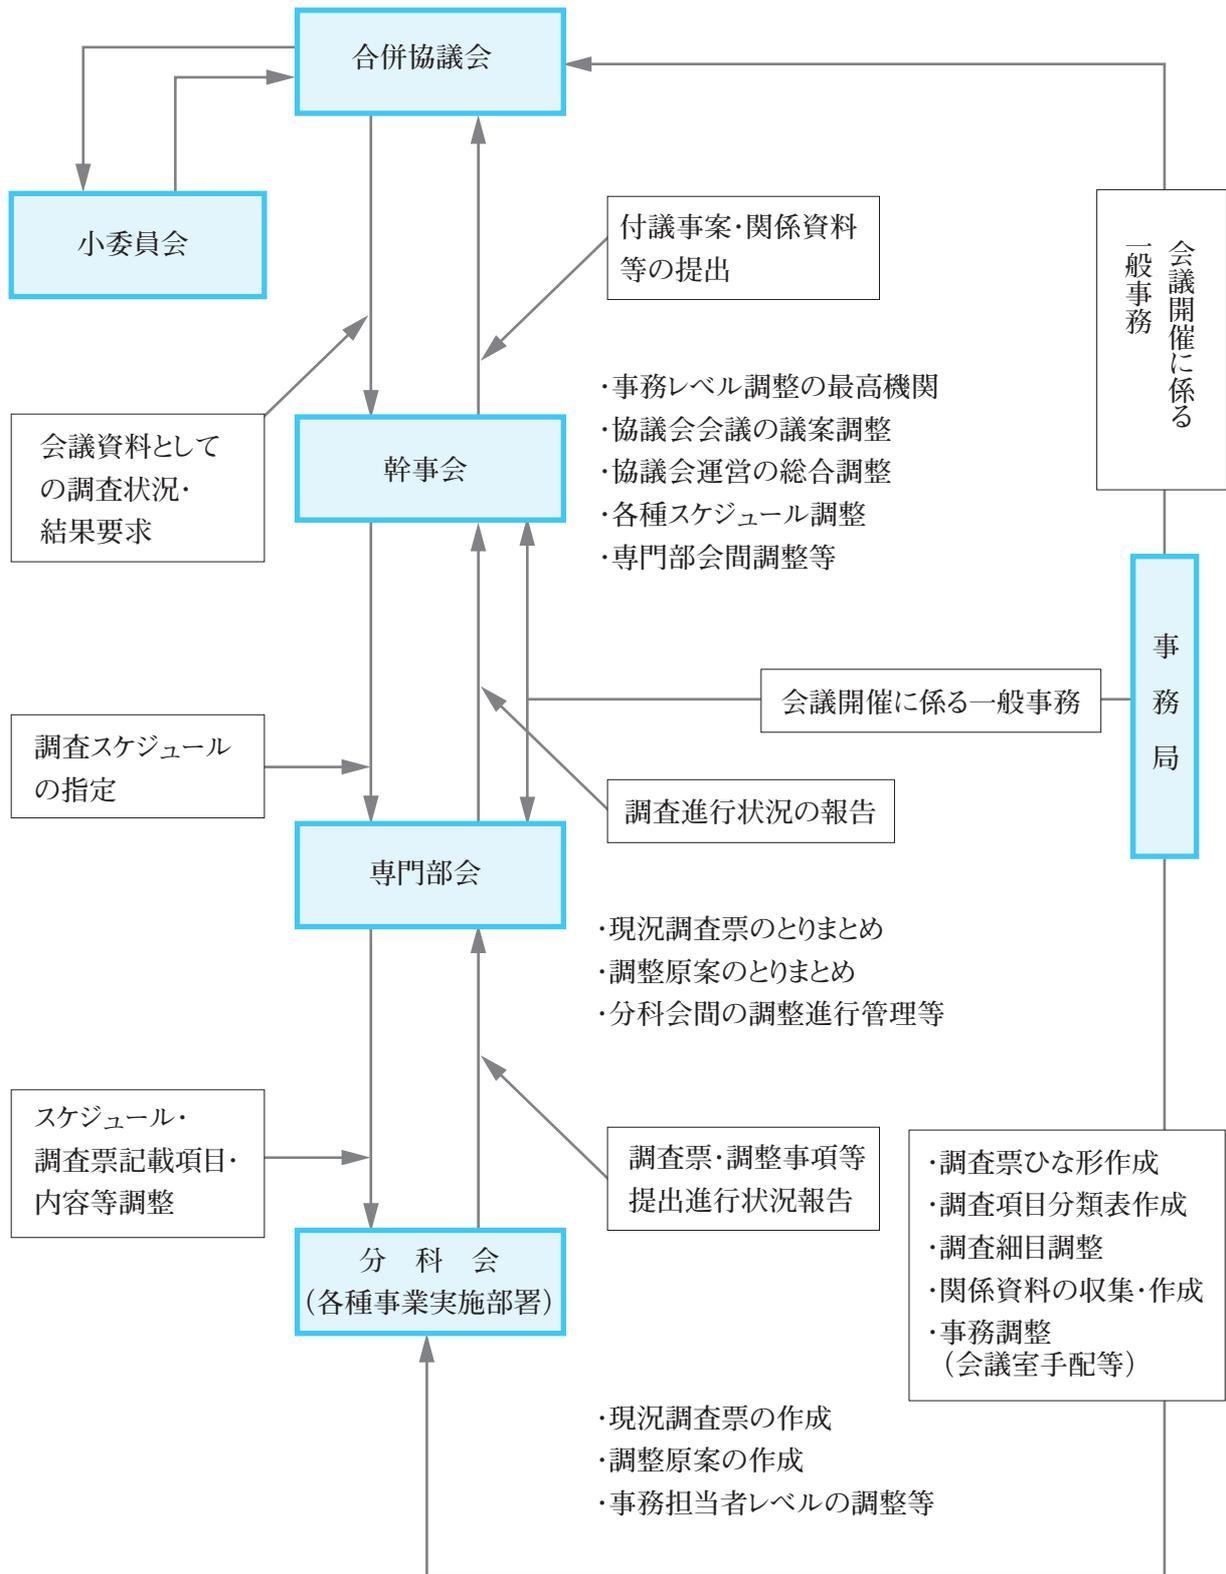 合併協議会
小委員会
付議事案・関係資料
等の提出
会議開催に係る
一般事務
・事務レベル調整の最高機関
・協議会会議の議案調整
・協議会運営の総合調整
・各種スケジュール調整
・専門部会間調整等
会議資料として
の調査状況・
結果要求
幹事会
事務局
会議開催に係る一般事務
調査スケジュール
の指定
調査進行状況の報告
専門部会
・現況調査票のとりまとめ
・調整原案のとりまとめ
・分科会間の調整進行管理等
スケジュール・
調査票記載項目・
内容等調整
調査票・調整事項等
提出進行状況報告
・調査票ひな形作成
・調査項目分類表作成
・調査細目調整
・関係資料の収集・作成
・事務調整
（会議室手配等）
分　科　会
（各種事業実施部署）
・現況調査票の作成
・調整原案の作成
・事務担当者レベルの調整等